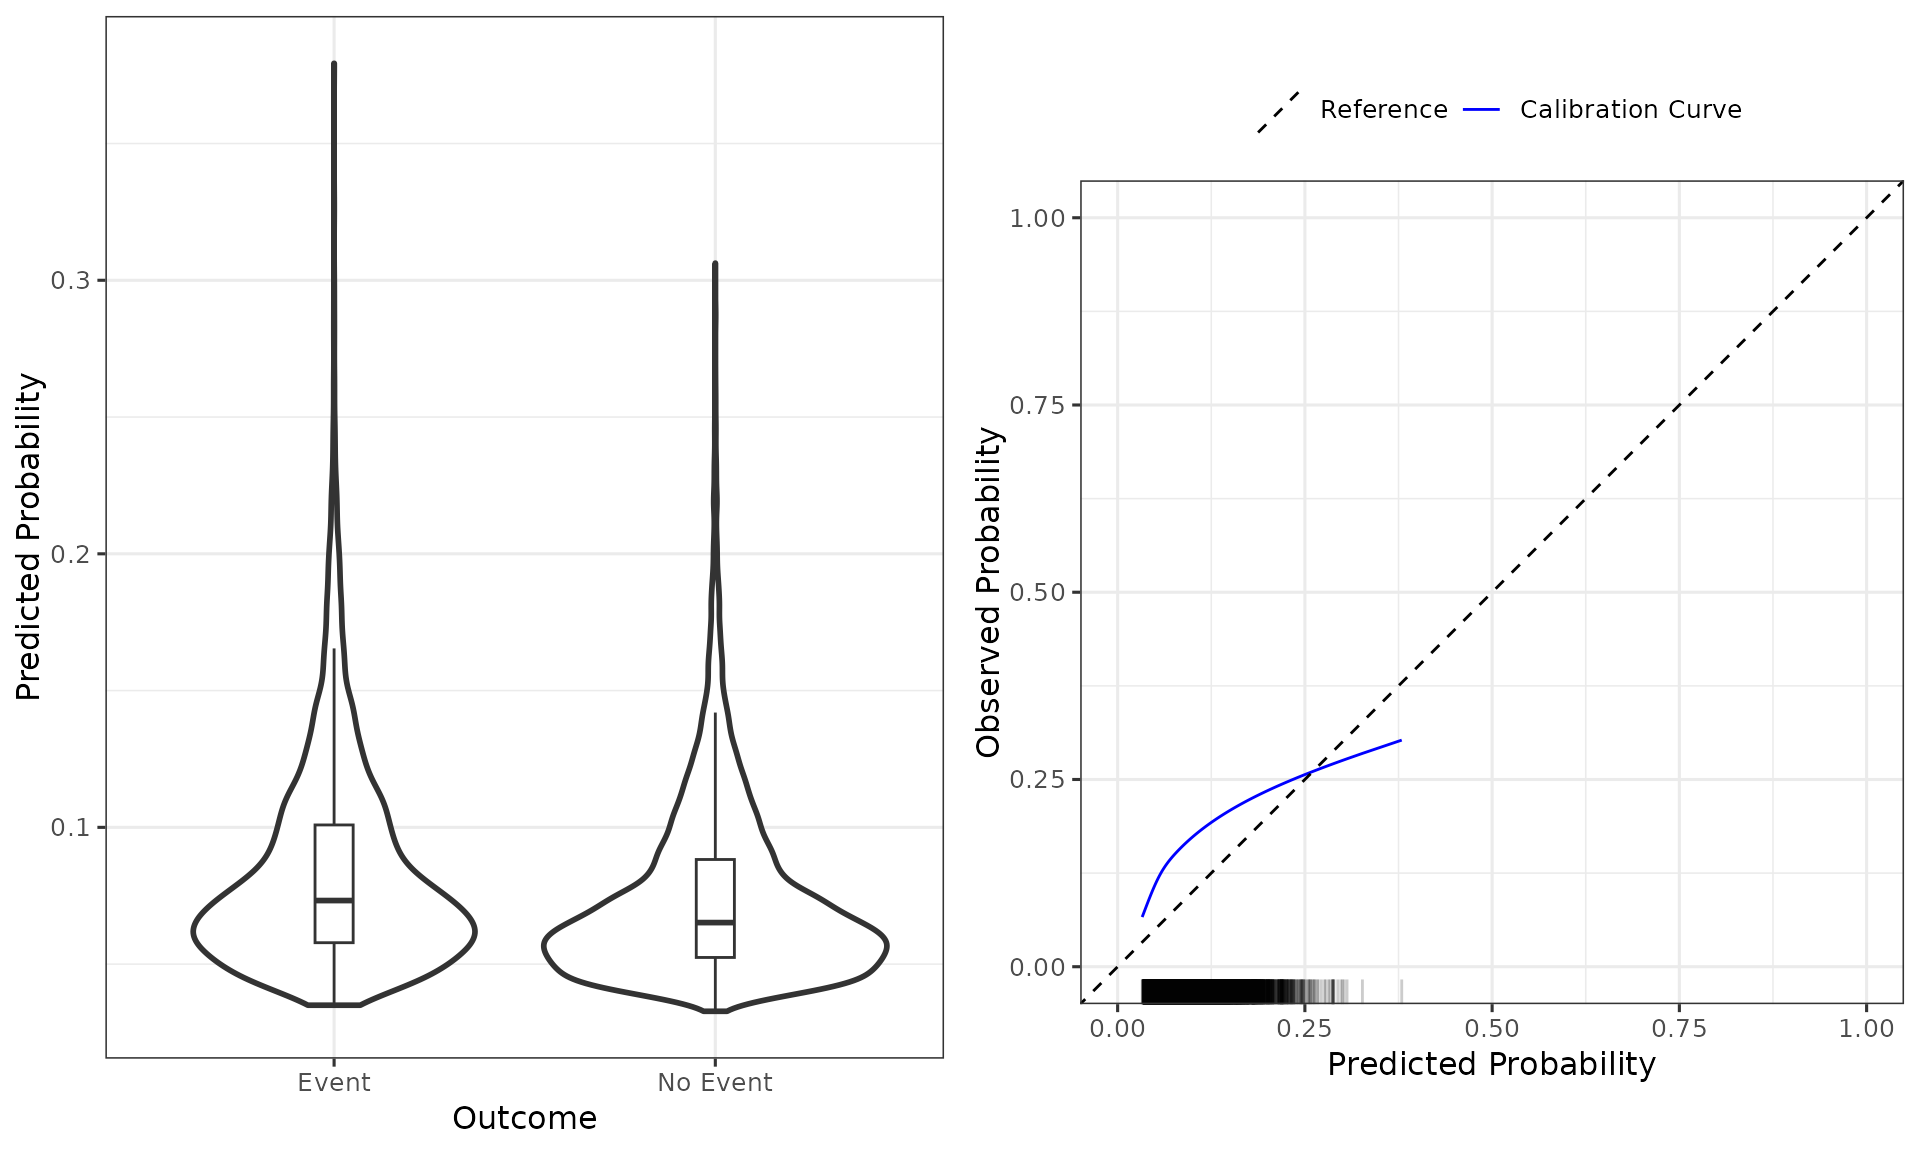 Predicted Probability
0.3
0.2
0.1
Event
No Event
Outcome
Reference
Calibration Curve
Observed Probability
1.00
0.75
0.50
0.25
0.00
0.00
0.25
0.50
0.75
1.00
Predicted Probability